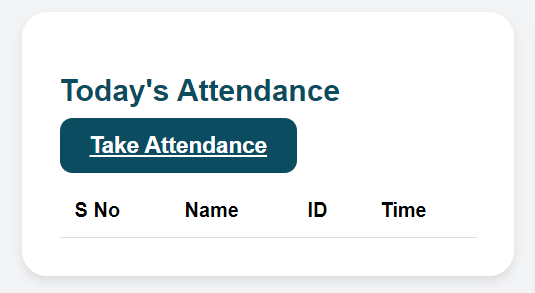 Today's Attendance
Take Attendance
S No Name ID Time